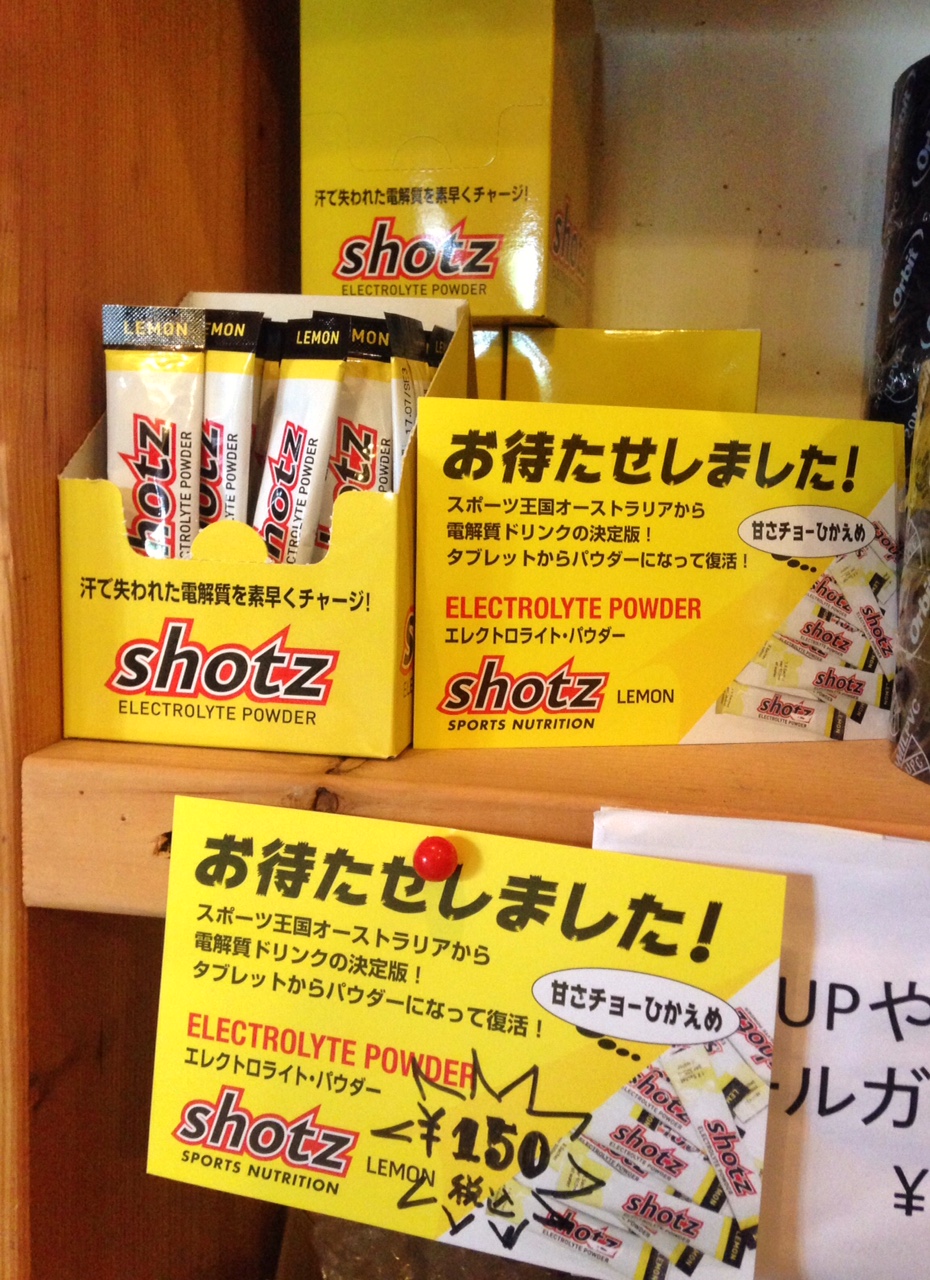 汗で失われた電解質を素早くチャージ!
shotz
ELECTROLYTE POWDER
LEMON
MON
LEMON
MON
shotz
ELECTROLYTE POWDER
汗で失われた電解質を素早くチャージ!
shotz
ELECTROLYTE POWDER
お待たせしました!
スポーツ王国オーストラリアから
電解質ドリンクの決定版!
タブレットからパウダーになって復活!
甘さチョーひかえめ
ELECTROLYTE POWDER
エレクトロライト・パウダー
shotz LEMON
SPORTS NUTRITION
shotz
shotz
shotz
shotz
Orbit
お待たせしました!
スポーツ王国オーストラリアから
電解質ドリンクの決定版!
タブレットからパウダーになって復活!
甘さチョーひかえめ
ELECTROLYTE POWDER
エレクトロライト・パウダー
shotz LEMON
SPORTS NUTRITION
¥150
税込
shotz
shotz
shotz
shotz
UPや
ルガ
¥